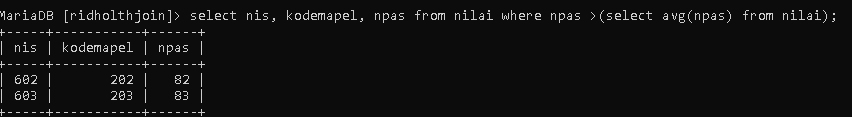 MariaDB [ridholthjoin]> select nis, kodemapel, npas from nilai where npas >(select avg(npas) from nilai);
+-----+-----------+------+
| nis | kodemapel | npas |
+-----+-----------+------+
| 602 |       202 |   82 |
| 603 |       203 |   83 |
+-----+-----------+------+